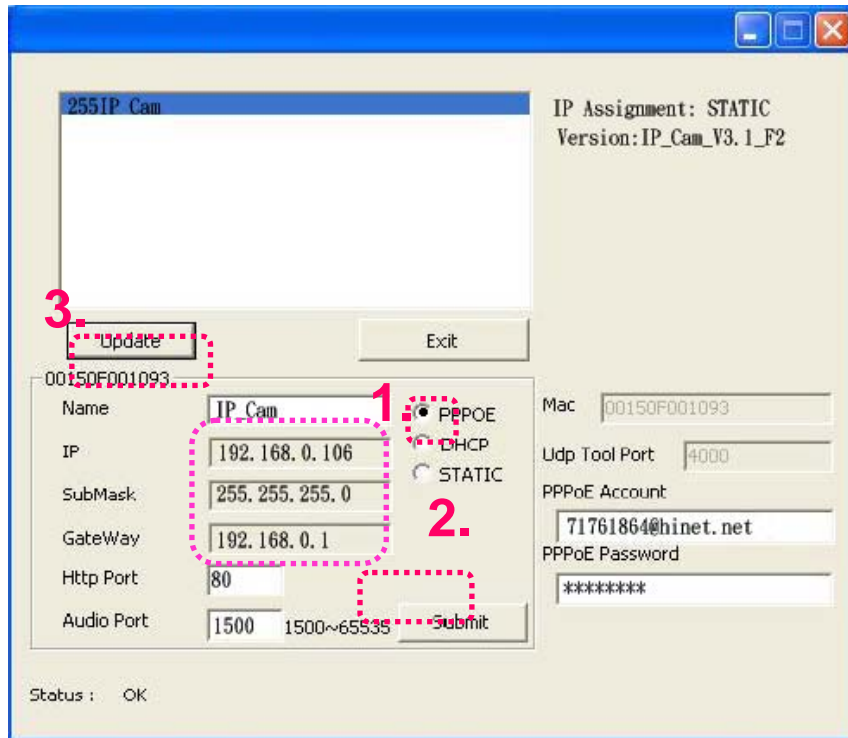 255IP Cam
IP Assignment: STATIC
Version:IP_Cam_V3.1_F2
3.
Update
Exit
00150F001093
Name
IP Cam
1.
PPPOE
IP
192.168.0.106
DHCP
SubMask
255.255.255.0
STATIC
GateWay
192.168.0.1
2.
Http Port
80
Audio Port
1500
1500~65535
Submit
Mac
00150F001093
Udp Tool Port
4000
PPPoE Account
71761864@hinet.net
PPPoE Password
********
Status : OK